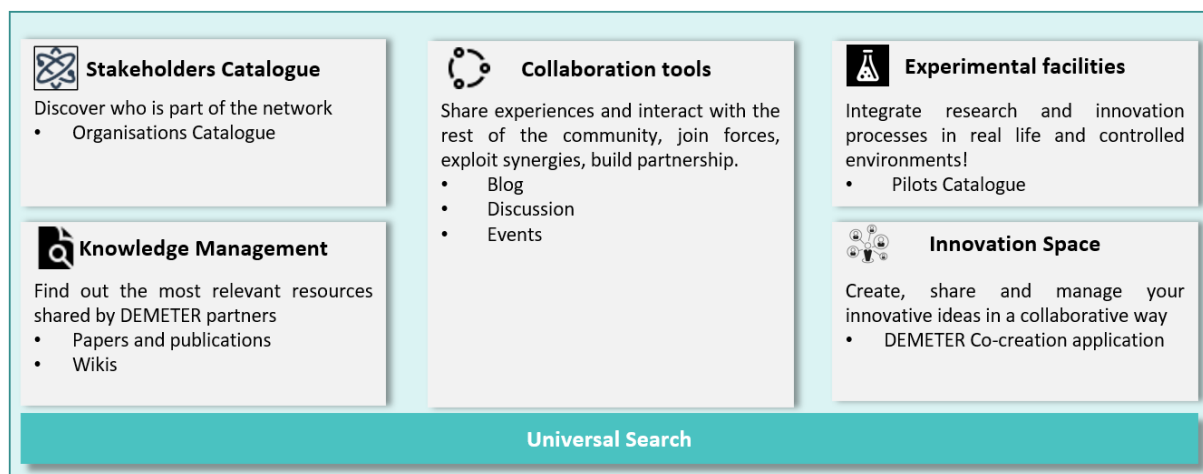 Stakeholders Catalogue
Discover who is part of the network
• Organisations Catalogue
Knowledge Management
Find out the most relevant resources
shared by DEMETER partners
• Papers and publications
• Wikis
Collaboration tools
Share experiences and interact with the
rest of the community, join forces,
exploit synergies, build partnership.
• Blog
• Discussion
• Events
Experimental facilities
Integrate research and innovation
processes in real life and controlled
environments!
• Pilots Catalogue
Innovation Space
Create, share and manage your
innovative ideas in a collaborative way
• DEMETER Co-creation application
Universal Search